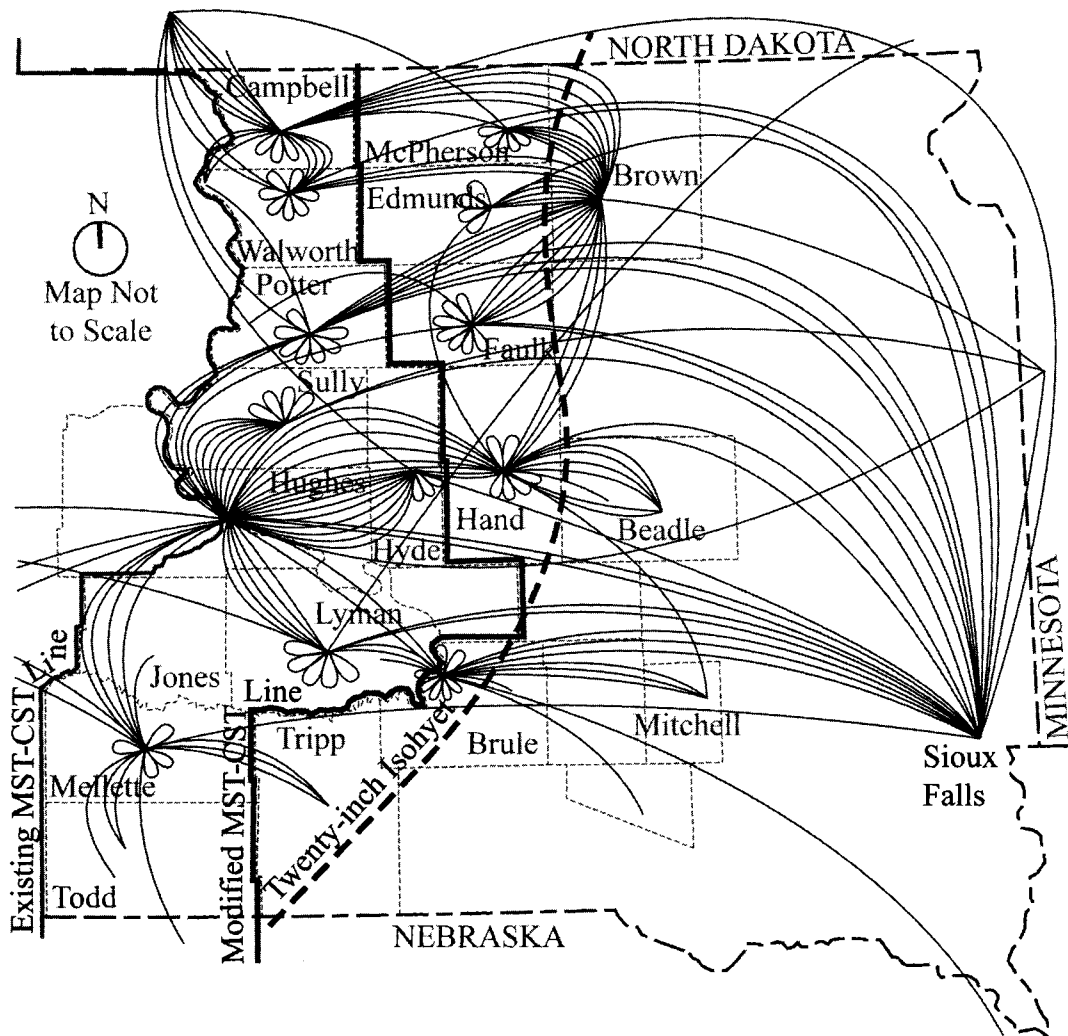 NORTH DAKOTA
Campbell
McPherson
Brown
Edmunds
N
Map Not
to Scale
Walworth
Potter
Faulk
Sully
Hughes
Hand
Beadle
Hyde
Lyman
Line
Jones
Line
Tripp
Brule
Mitchell
Sioux
Falls
MINNESOTA
Mellette
Existing MST-CST
Modified MST-CST
Twenty-inch Isohyet
Todd
NEBRASKA